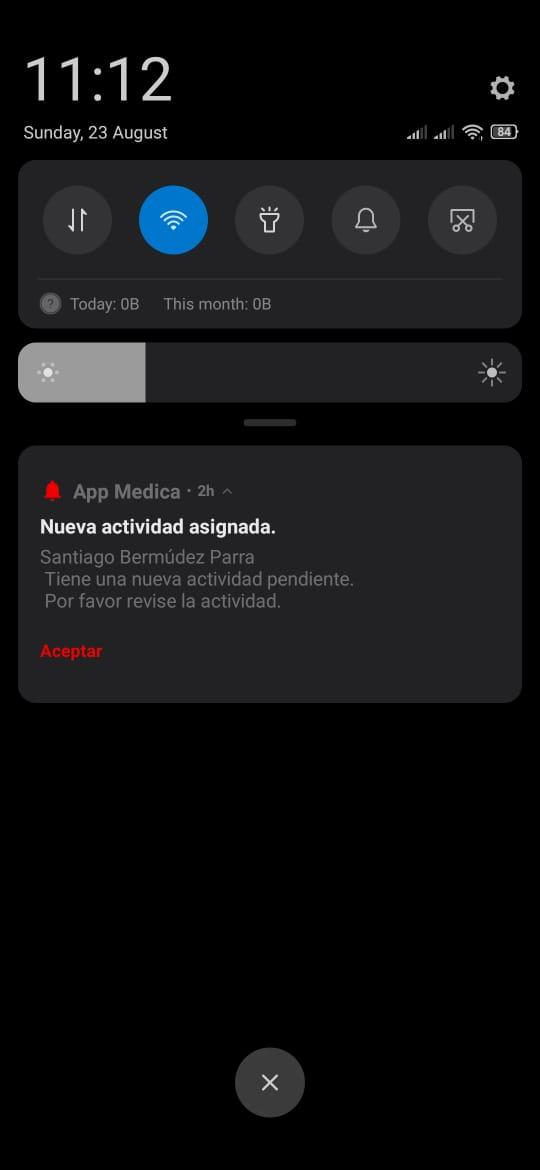 11:12
Sunday, 23 August
84
Today: 0B This month: 0B
App Medica · 2h
Nueva actividad asignada.
Santiago Bermúdez Parra
Tiene una nueva actividad pendiente.
Por favor revise la actividad.
Aceptar